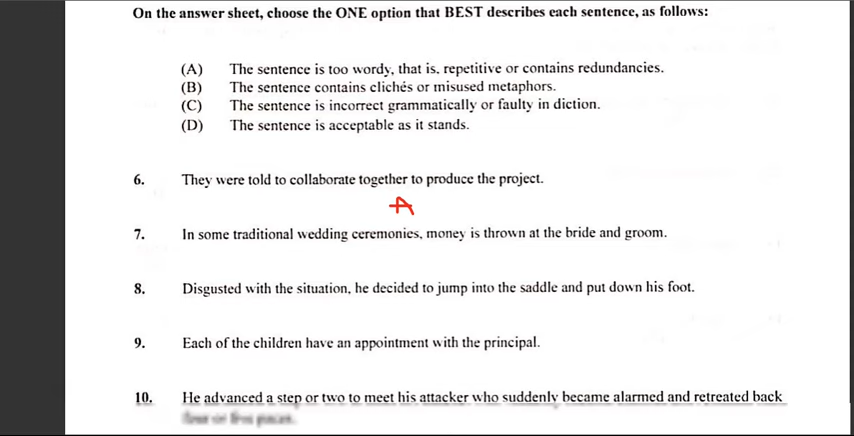 On the answer sheet, choose the ONE option that BEST describes each sentence, as follows:
(A) The sentence is too wordy, that is, repetitive or contains redundancies.
(B) The sentence contains clichés or misused metaphors.
(C) The sentence is incorrect grammatically or faulty in diction.
(D) The sentence is acceptable as it stands.
6. They were told to collaborate together to produce the project.
A
7. In some traditional wedding ceremonies, money is thrown at the bride and groom.
8. Disgusted with the situation, he decided to jump into the saddle and put down his foot.
9. Each of the children have an appointment with the principal.
10. He advanced a step or two to meet his attacker who suddenly became alarmed and retreated back